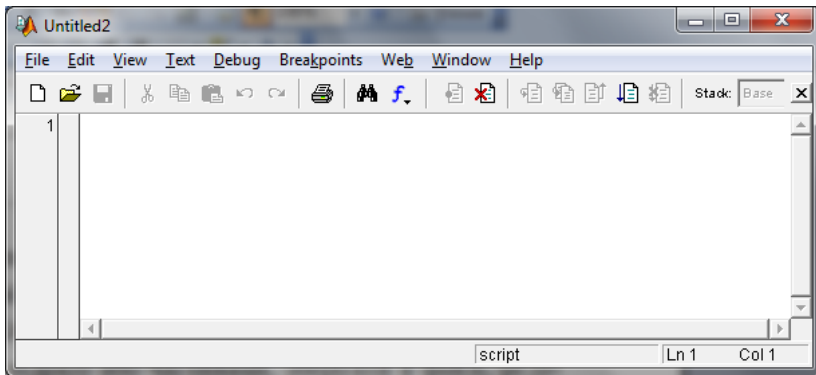 Untitled2
File Edit View Text Debug Breakpoints Web Window Help
Stack: Base
1
script Ln 1 Col 1